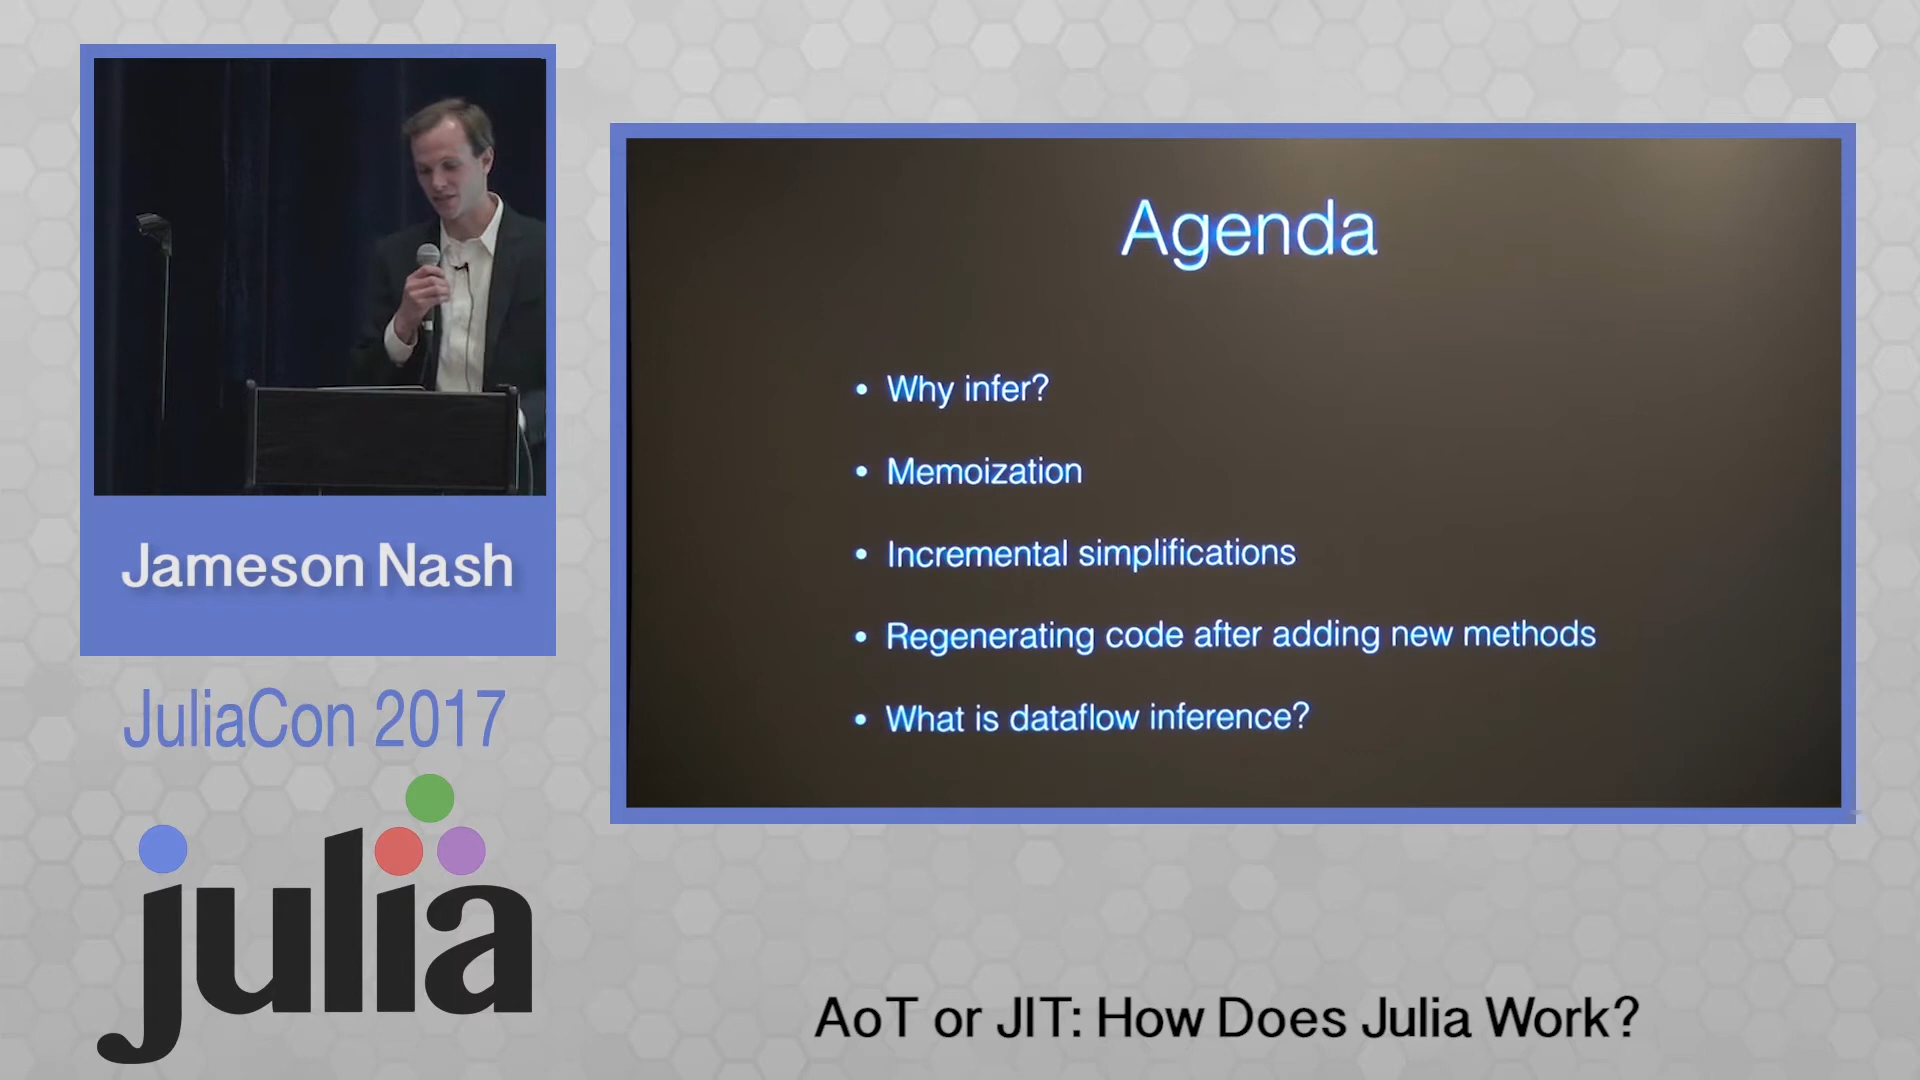 Jameson Nash
JuliaCon 2017
julia
Agenda
• Why infer?
• Memoization
• Incremental simplifications
• Regenerating code after adding new methods
• What is dataflow inference?
AoT or JIT: How Does Julia Work?